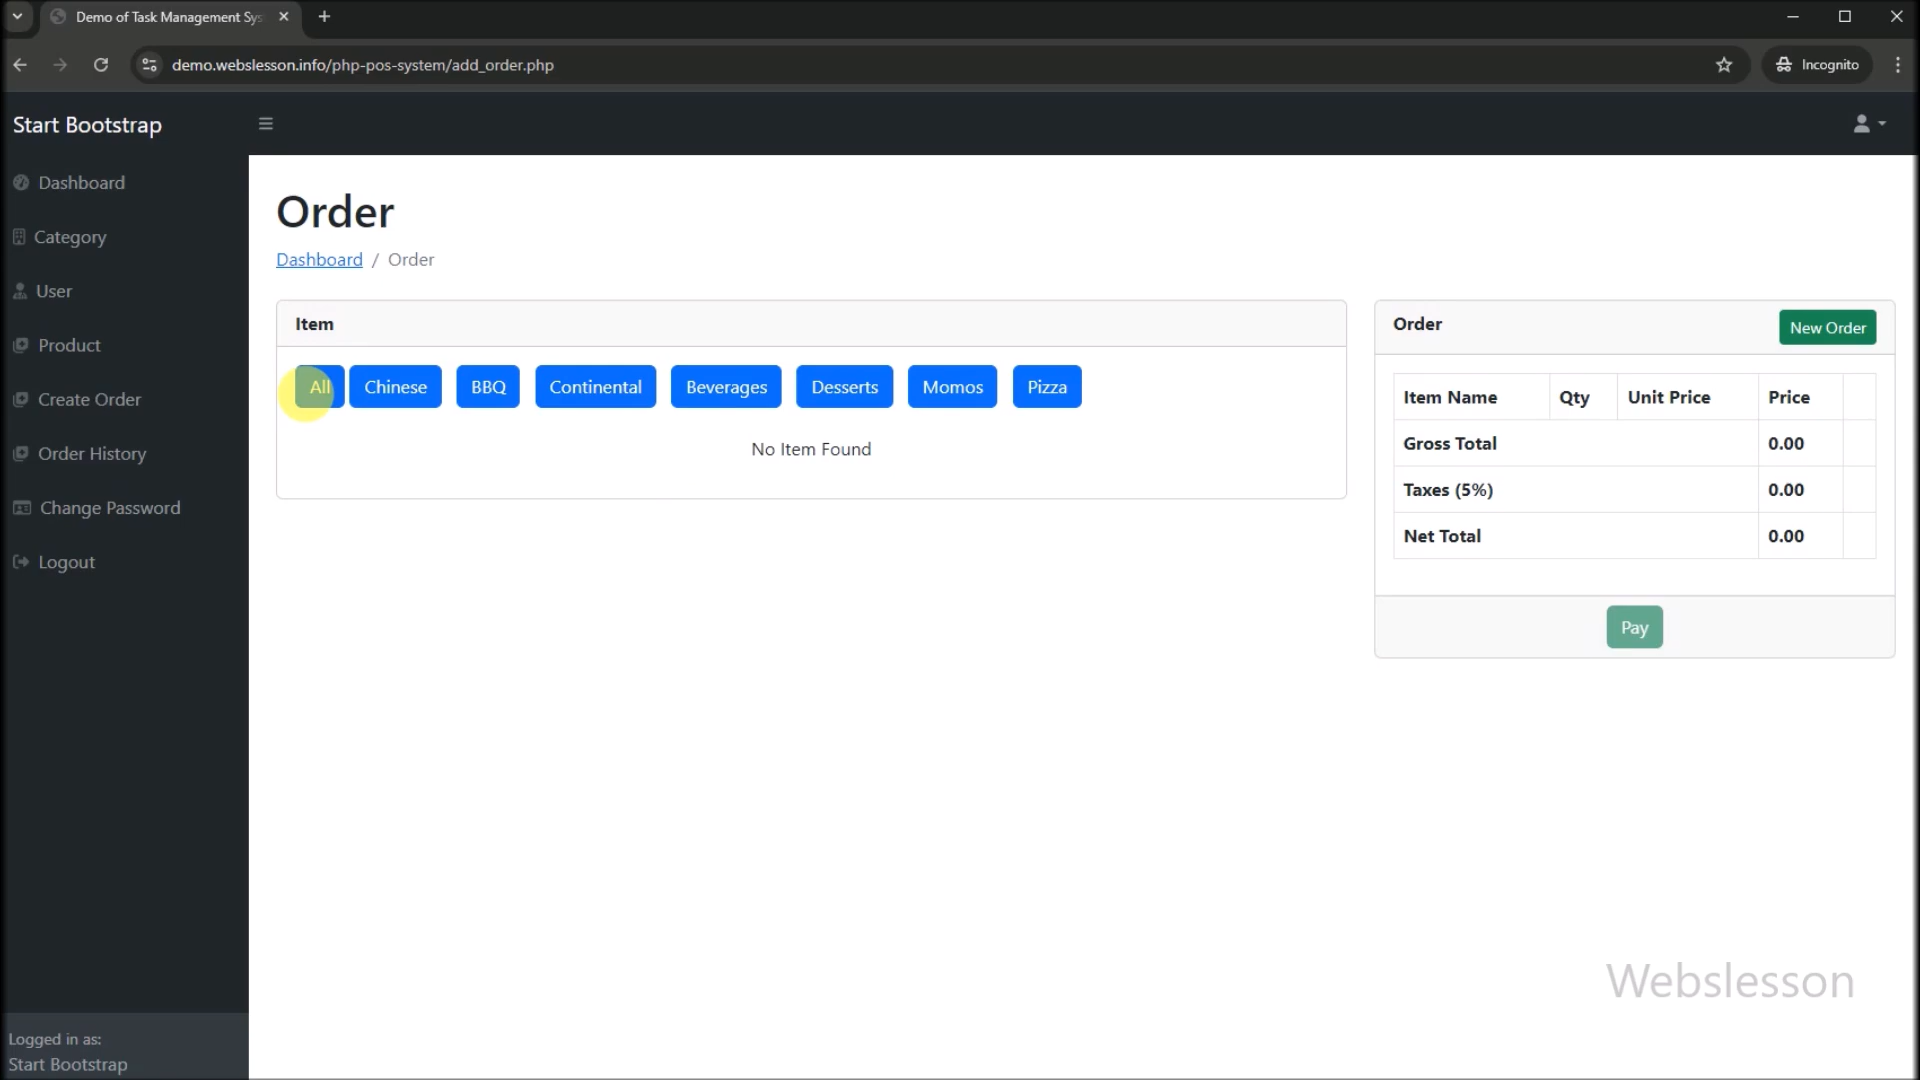 Demo of Task Management Sys
demo.webslesson.info/php-pos-system/add_order.php
Incognito
Start Bootstrap
Dashboard
Category
User
Product
Create Order
Order History
Change Password
Logout
Logged in as:
Start Bootstrap
Order
Dashboard / Order
Item
All Chinese BBQ Continental Beverages Desserts Momos Pizza
No Item Found
Order New Order
Item Name Qty Unit Price Price
Gross Total 0.00
Taxes (5%) 0.00
Net Total 0.00
Pay
Webslesson